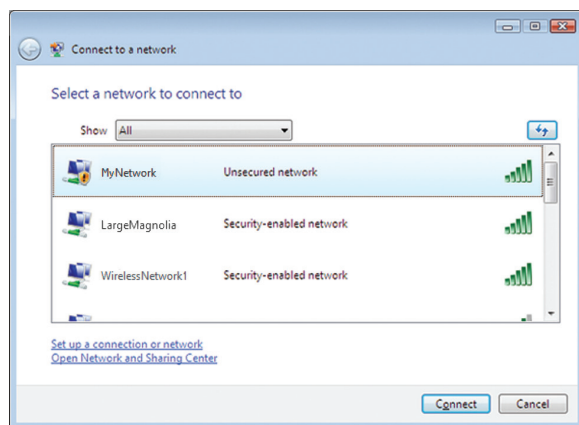 Connect to a network
Select a network to connect to
Show All
MyNetwork Unsecured network
LargeMagnolia Security-enabled network
WirelessNetwork1 Security-enabled network
Set up a connection or network
Open Network and Sharing Center
Connect Cancel